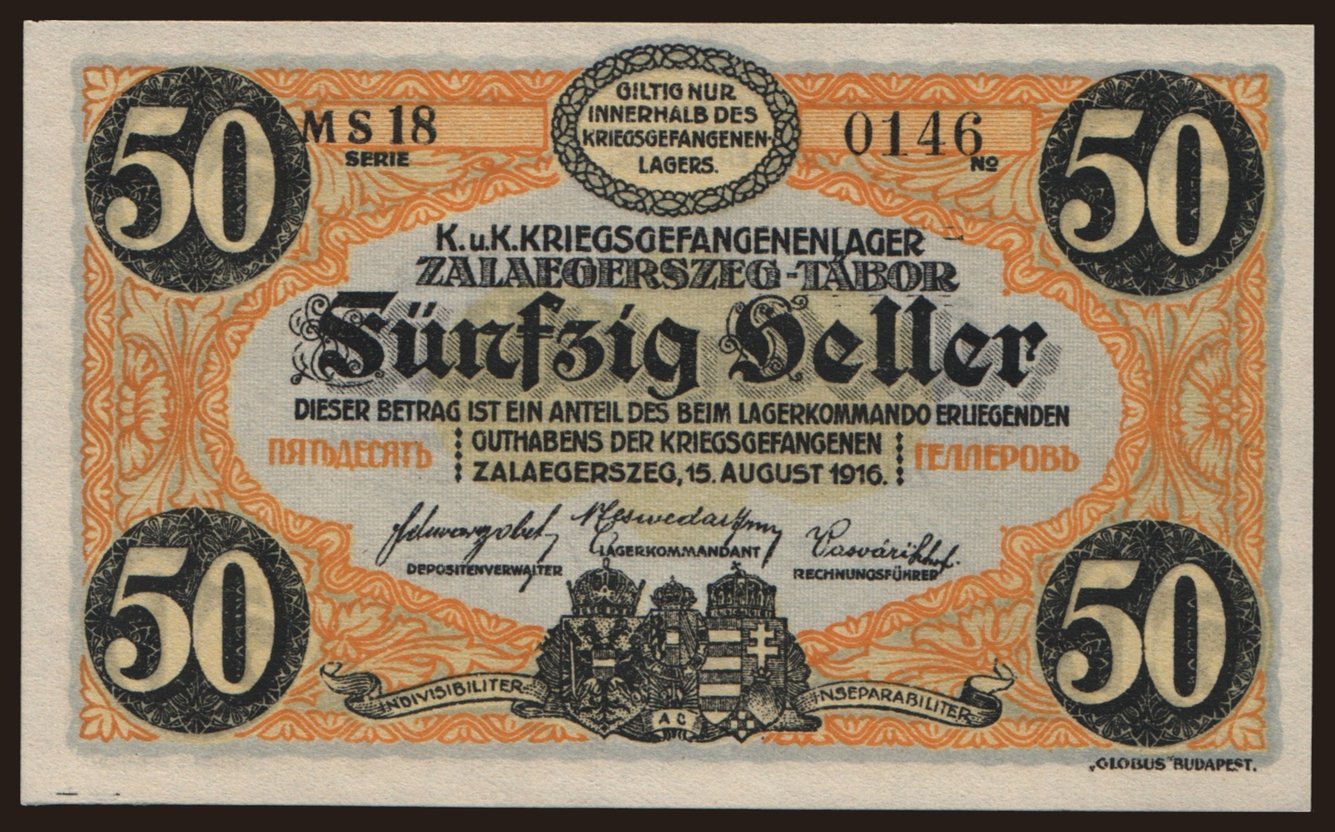 50
50
M S 18
SERIE
GILTIG NUR
INNERHALB DES
KRIEGSGEFANGENEN-
LAGERS.
0146
No
K.u.K.KRIEGSGEFANGENENLAGER
ZALAEGERSZEG-TÁBOR
Fünfzig Heller
DIESER BETRAG IST EIN ANTEIL DES BEIM LAGERKOMMANDO ERLIEGENDEN
GUTHABENS DER KRIEGSGEFANGENEN
ПЯТЬДЕСЯТЪ
ГЕЛЛЕРОВЪ
ZALAEGERSZEG, 15. AUGUST 1916.
DEPOSITENVERWALTER
LAGERKOMMANDANT
RECHNUNGSFÜHRER
50
50
INDIVISIBILITER
AC
INSEPARABILITER
„GLOBUS" BUDAPEST.